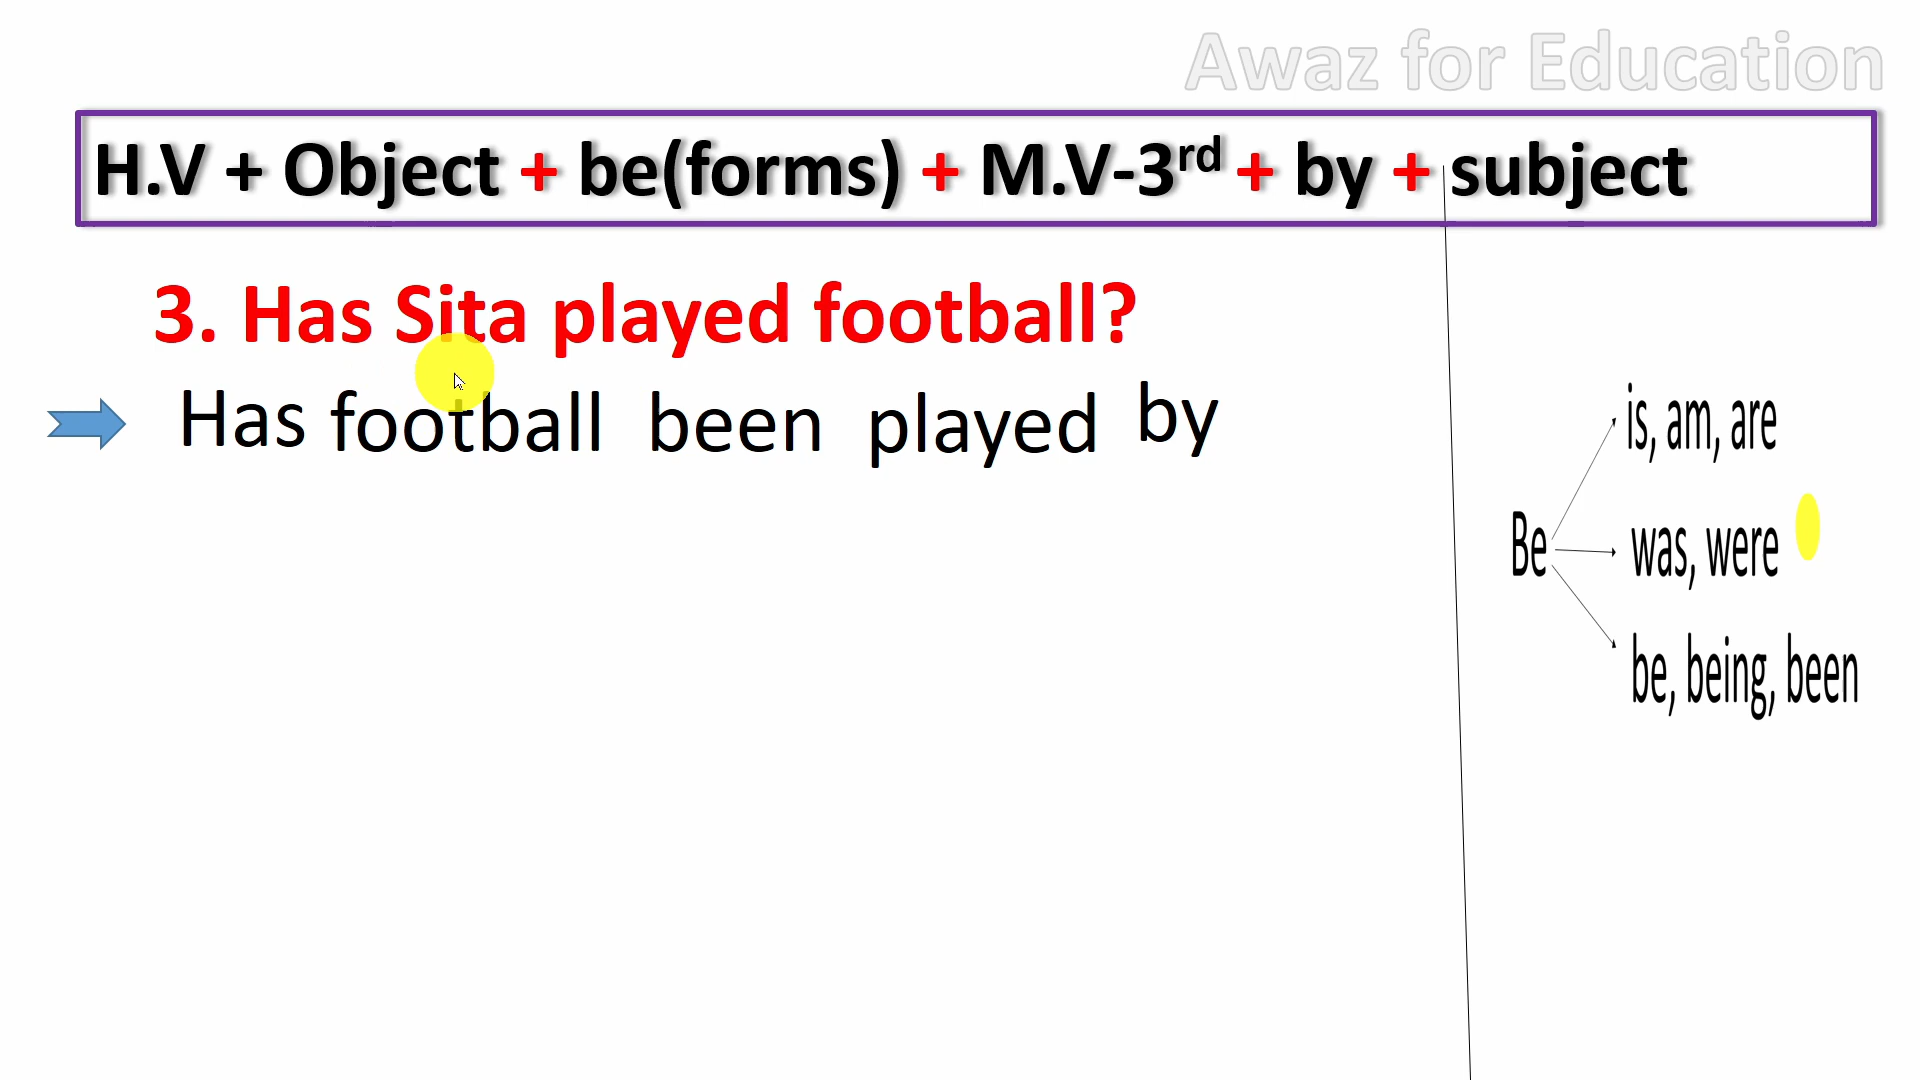 Awaz for Education
H.V + Object + be(forms) + M.V-3rd + by + subject
3. Has Sita played football?
Has football been played by
is, am, are
Be
was, were
be, being, been